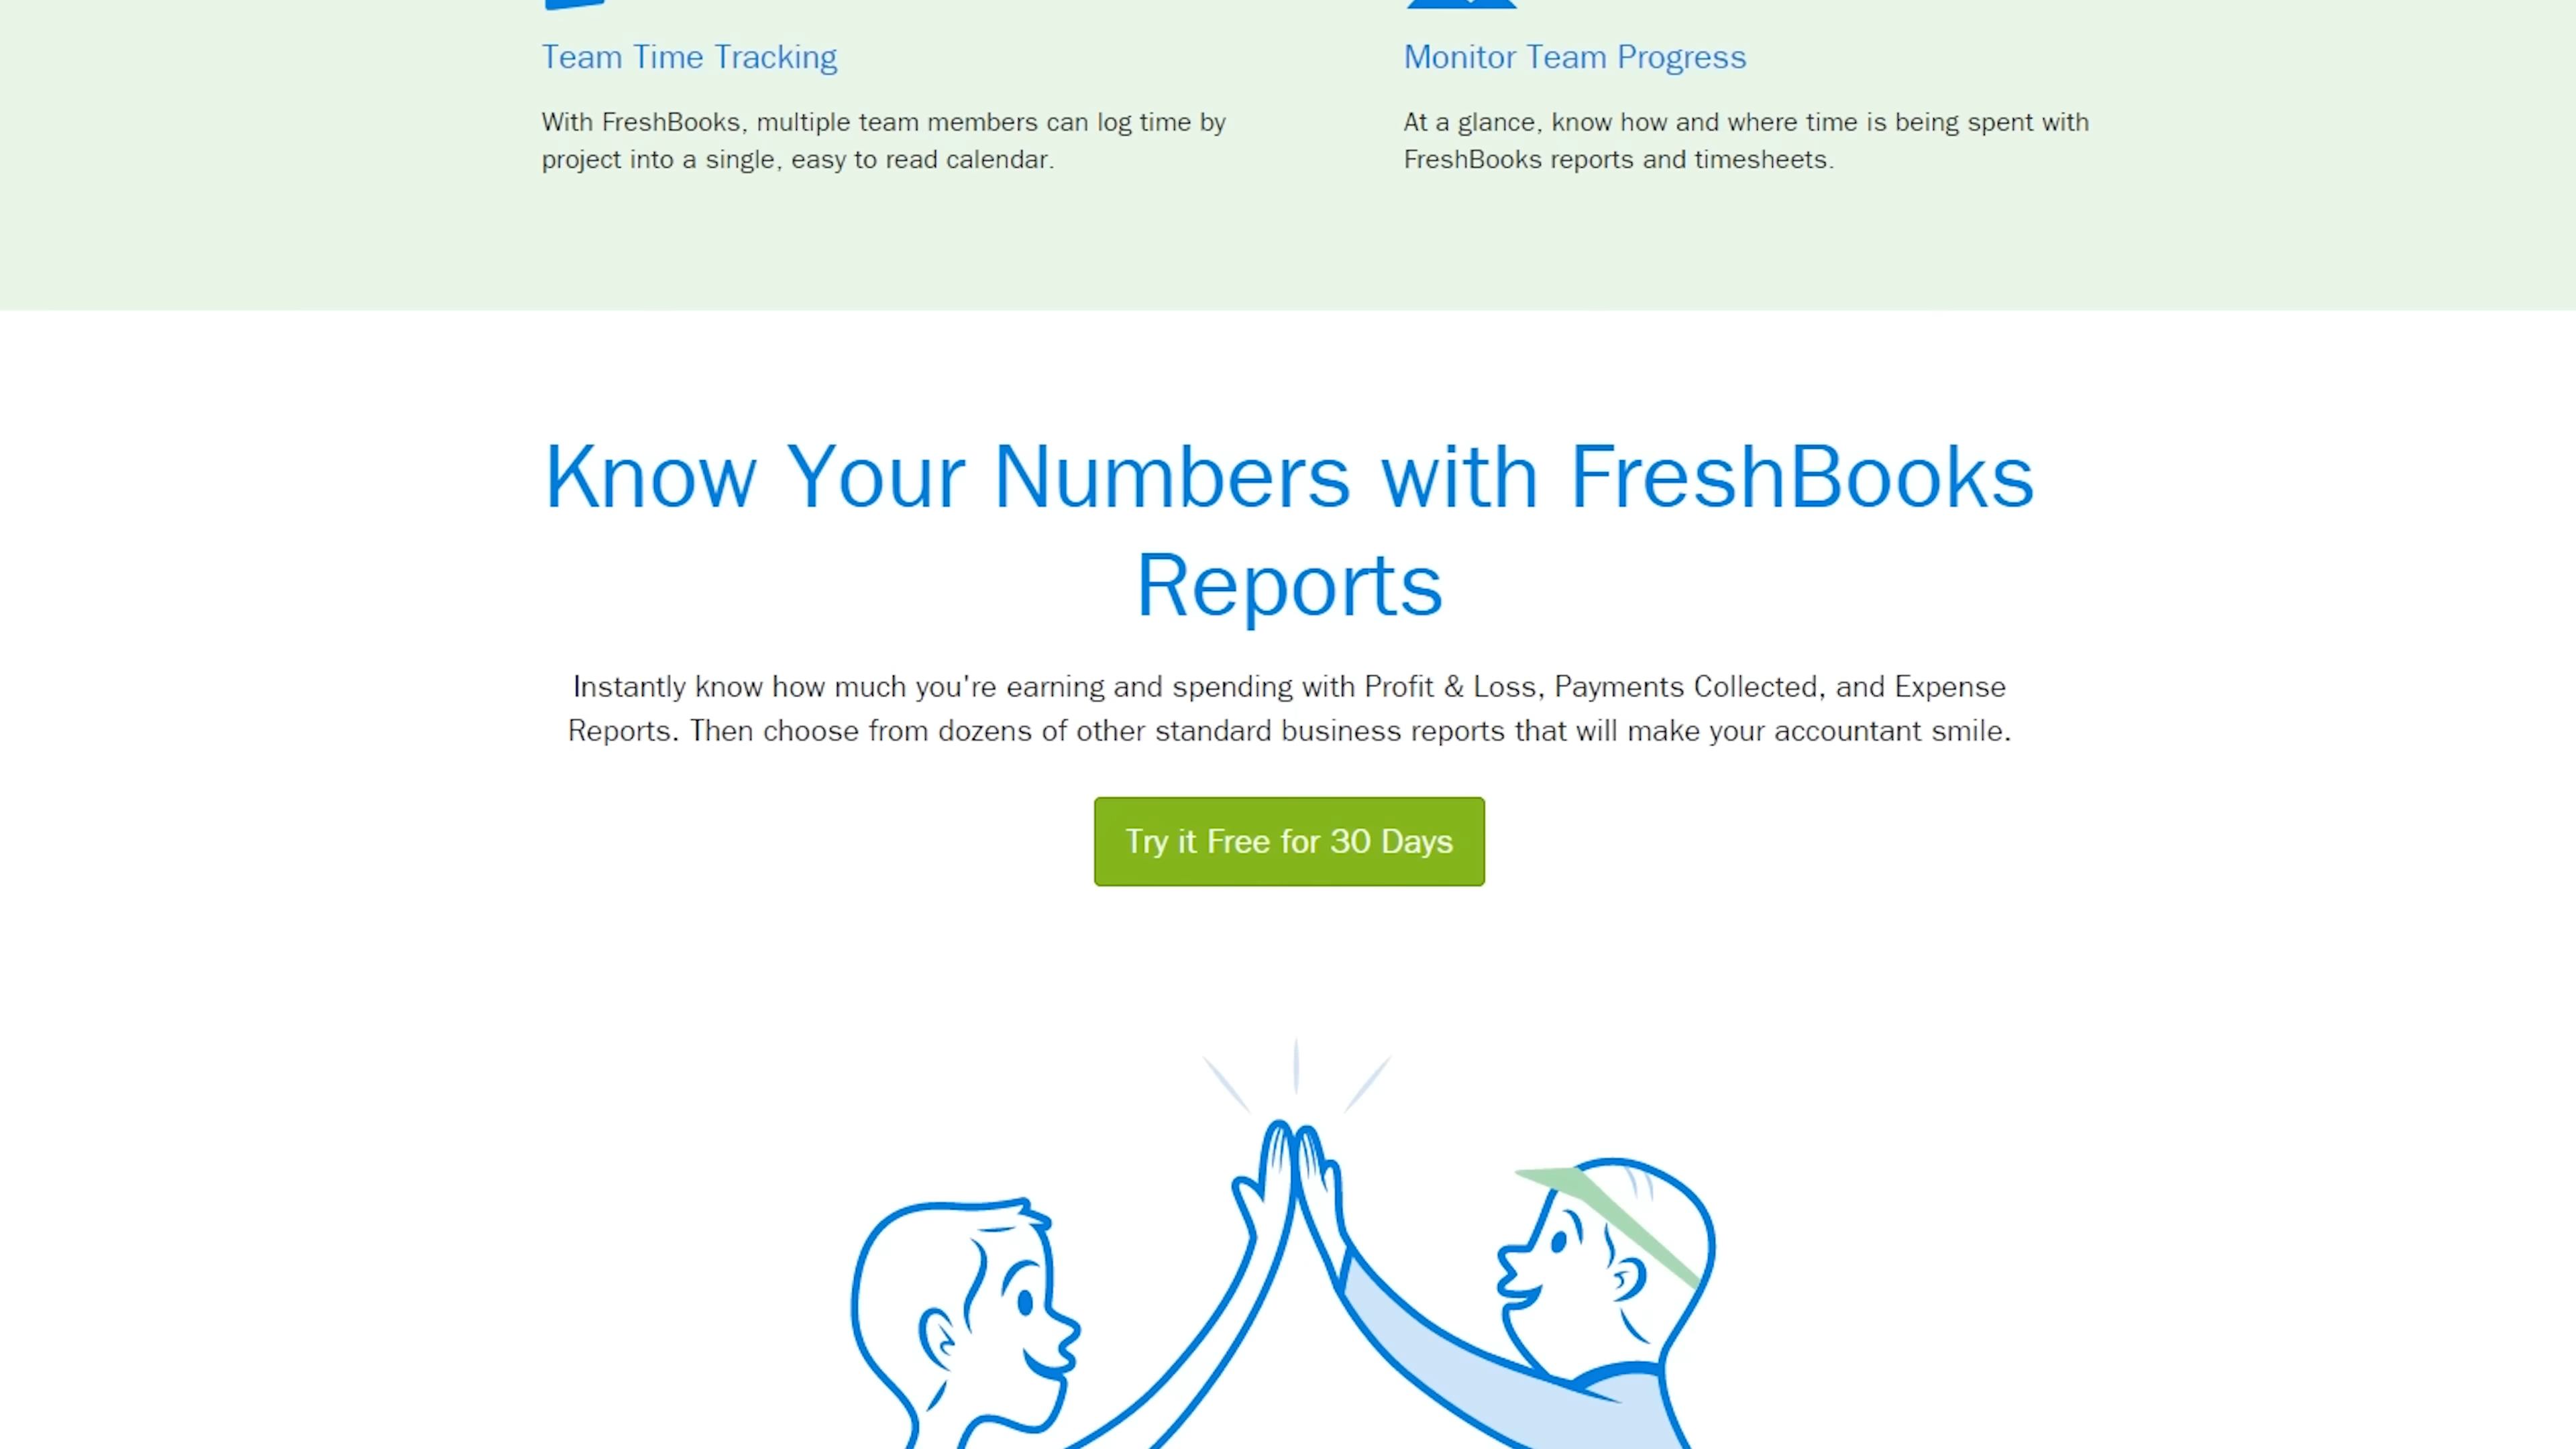 Team Time Tracking
With FreshBooks, multiple team members can log time by
project into a single, easy to read calendar.
Monitor Team Progress
At a glance, know how and where time is being spent with
FreshBooks reports and timesheets.
Know Your Numbers with FreshBooks
Reports
Instantly know how much you're earning and spending with Profit & Loss, Payments Collected, and Expense
Reports. Then choose from dozens of other standard business reports that will make your accountant smile.
Try it Free for 30 Days